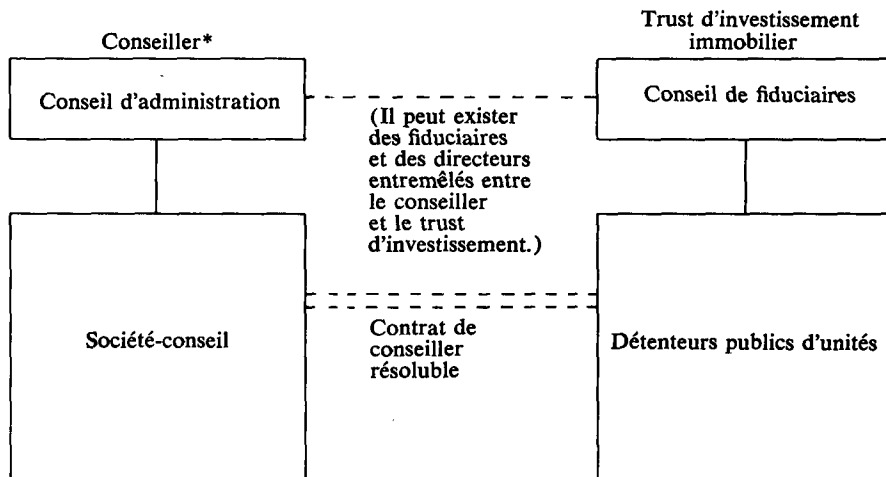 Conseiller*
Trust d'investissement
immobilier
Conseil d'administration
Conseil de fiduciaires
(Il peut exister
des fiduciaires
et des directeurs
entremêlés entre
le conseiller
et le trust
d'investissement.)
Société-conseil
Contrat de
conseiller
résoluble
Détenteurs publics d'unités